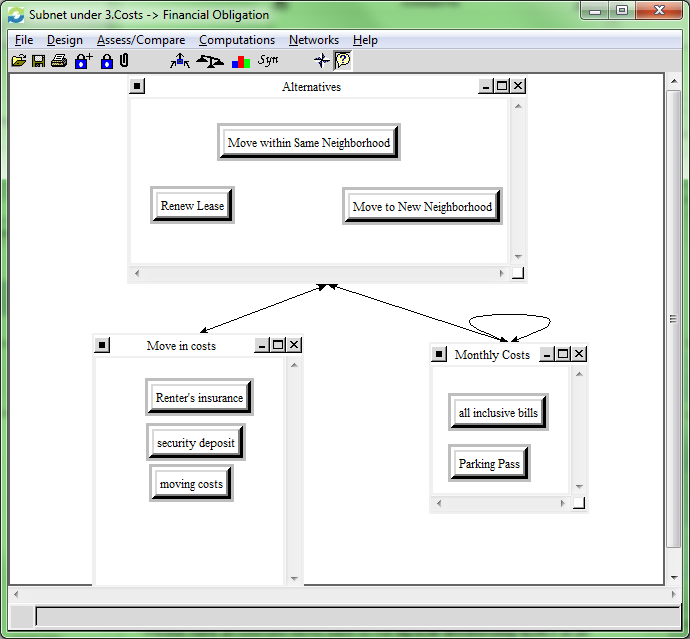 Subnet under 3.Costs -> Financial Obligation
File Design Assess/Compare Computations Networks Help
Syn
Alternatives
Move within Same Neighborhood
Renew Lease
Move to New Neighborhood
Move in costs
Monthly Costs
Renter's insurance
all inclusive bills
security deposit
Parking Pass
moving costs